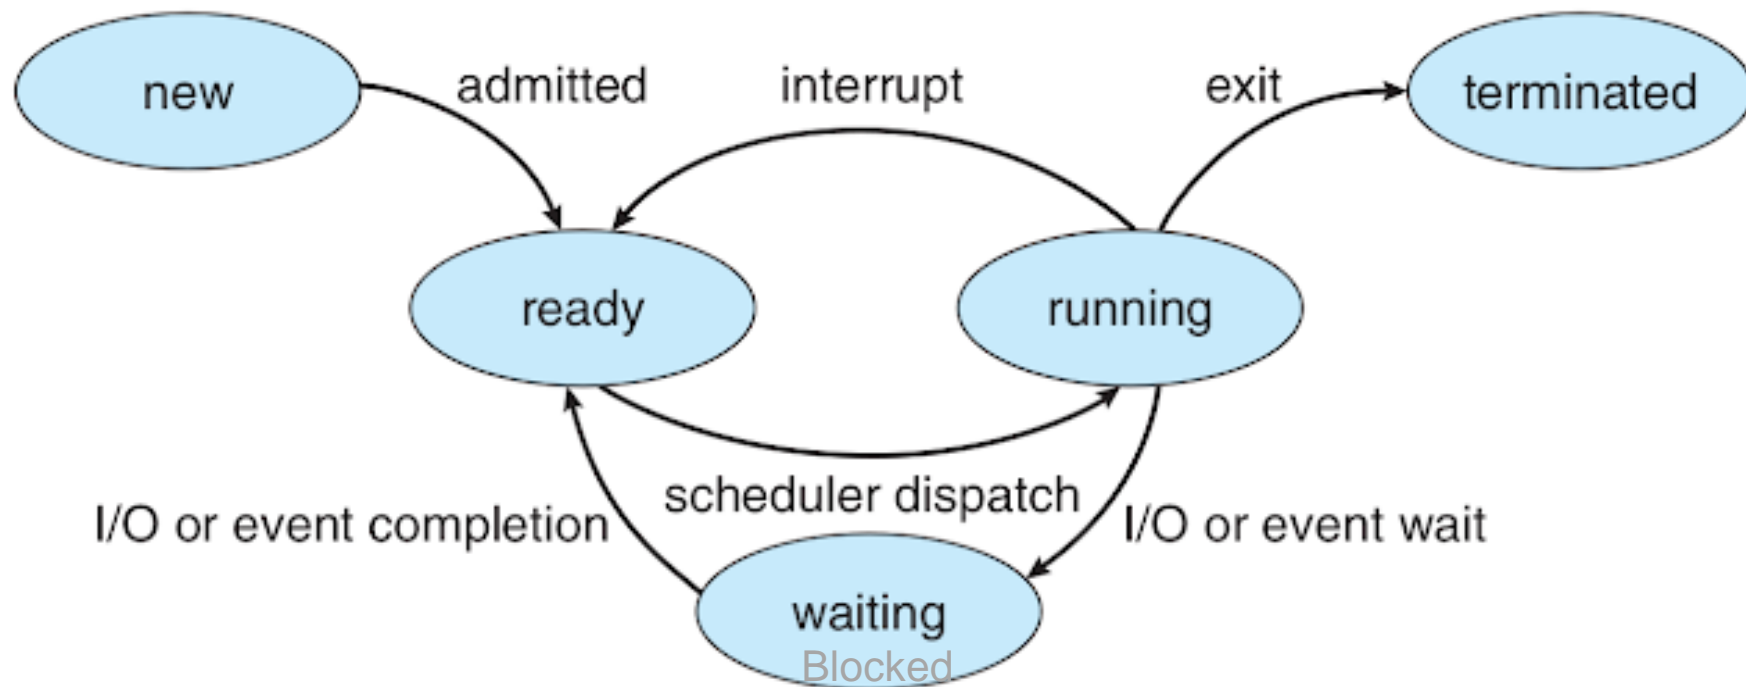 new
admitted
interrupt
exit
terminated
ready
running
scheduler dispatch
I/O or event completion
I/O or event wait
waiting
Blocked